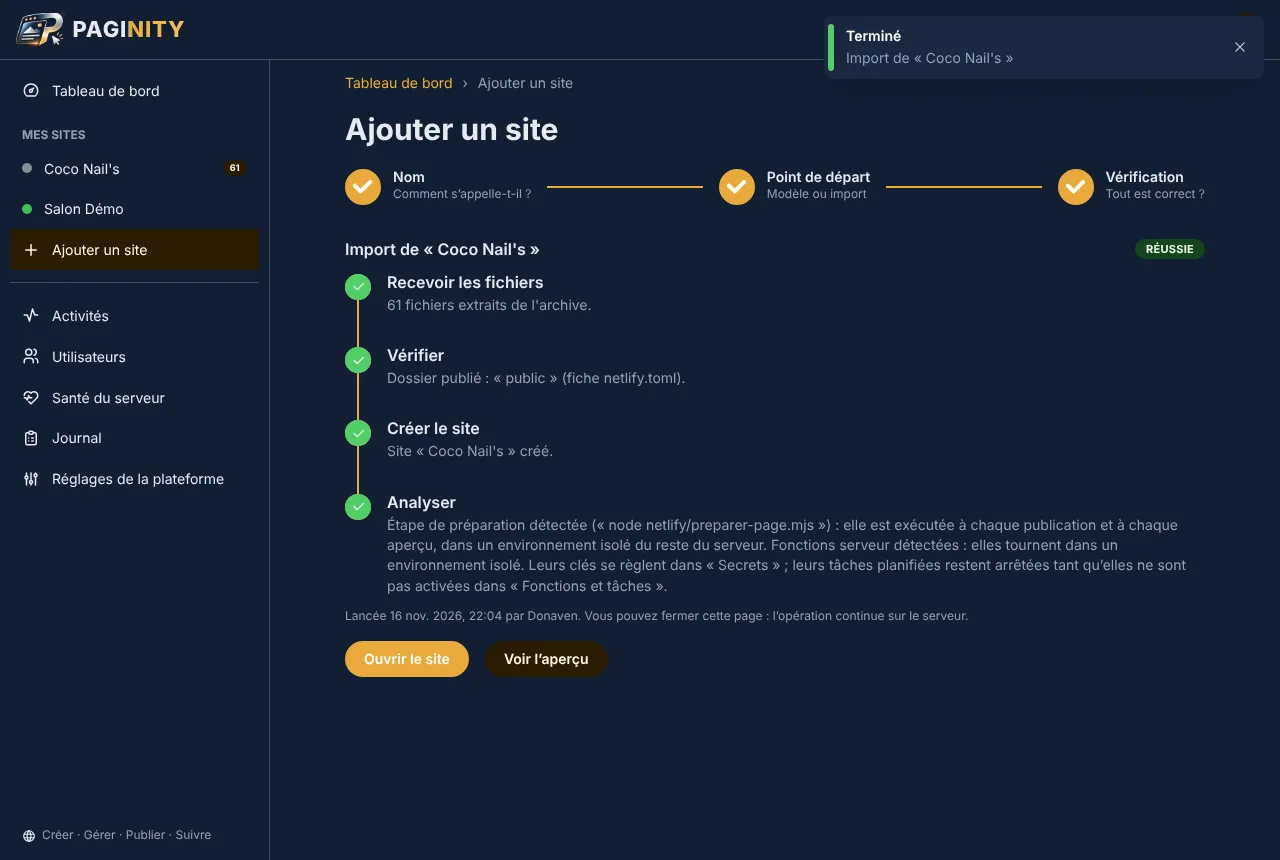 PAGINITY
Terminé
Import de « Coco Nail's »
Tableau de bord
MES SITES
Coco Nail's 61
Salon Démo
Ajouter un site
Activités
Utilisateurs
Santé du serveur
Journal
Réglages de la plateforme
Créer · Gérer · Publier · Suivre
Tableau de bord › Ajouter un site
Ajouter un site
Nom
Comment s’appelle-t-il ?
Point de départ
Modèle ou import
Vérification
Tout est correct ?
Import de « Coco Nail's » RÉUSSIE
Recevoir les fichiers
61 fichiers extraits de l'archive.
Vérifier
Dossier publié : « public » (fiche netlify.toml).
Créer le site
Site « Coco Nail's » créé.
Analyser
Étape de préparation détectée (« node netlify/preparer-page.mjs ») : elle est exécutée à chaque publication et à chaque
aperçu, dans un environnement isolé du reste du serveur. Fonctions serveur détectées : elles tournent dans un
environnement isolé. Leurs clés se règlent dans « Secrets » ; leurs tâches planifiées restent arrêtées tant qu’elles ne sont
pas activées dans « Fonctions et tâches ».
Lancée 16 nov. 2026, 22:04 par Donaven. Vous pouvez fermer cette page : l’opération continue sur le serveur.
Ouvrir le site
Voir l’aperçu